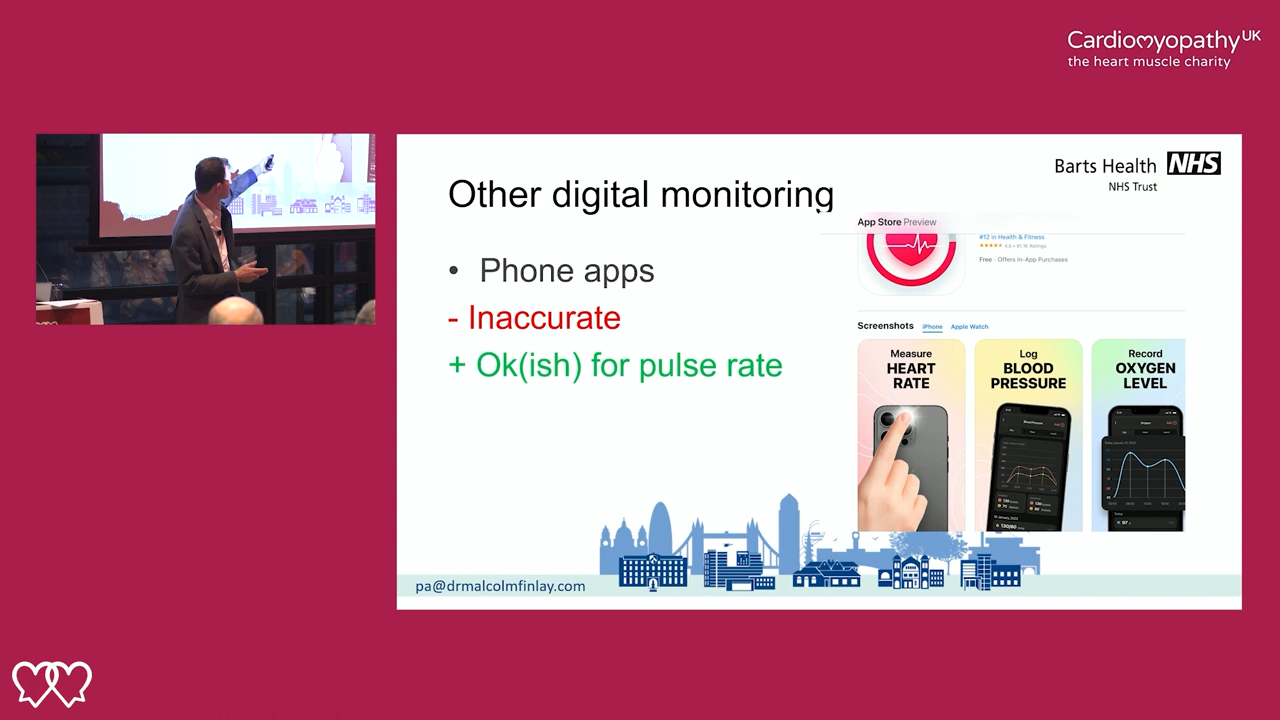 Cardiomyopathy UK
the heart muscle charity
Barts Health NHS
NHS Trust
Other digital monitoring
• Phone apps
- Inaccurate
+ Ok(ish) for pulse rate
App Store Preview
#12 in Health & Fitness
Free · Offers In-App Purchases
Screenshots iPhone Apple Watch
Measure
HEART
RATE
Log
BLOOD
PRESSURE
Record
OXYGEN
LEVEL
pa@drmalcolmfinlay.com